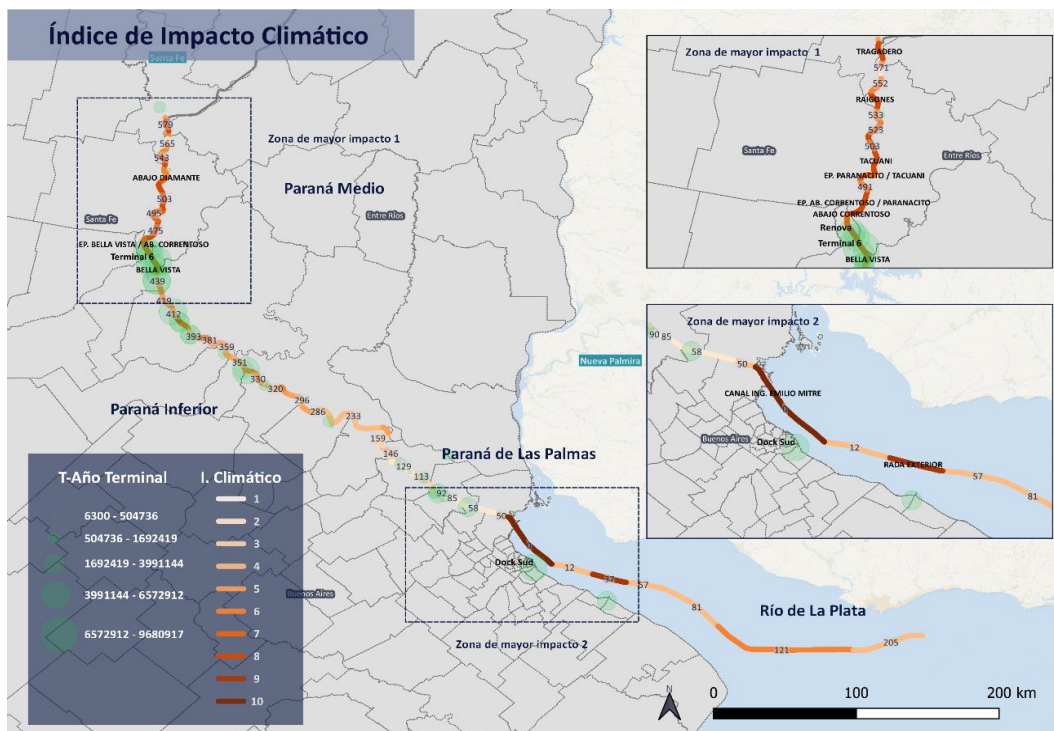 Índice de Impacto Climático
Santa Fe
579
565
543
ABAJO DIAMANTE
503
495
Santa Fe
475
EP. BELLA VISTA / AB. CORRENTOSO
Terminal 6
BELLA VISTA
439
419
412
393
381
359
351
330
320
296
286
233
159
146
129
113
92
85
58
50
0
12
37
57
81
121
205
Zona de mayor impacto 1
Paraná Medio
Entre Ríos
Nueva Palmira
Paraná Inferior
Paraná de Las Palmas
Dock Sud
Buenos Aires
Río de La Plata
Zona de mayor impacto 2
T-Año Terminal
6300 - 504736
504736 - 1692419
1692419 - 3991144
3991144 - 6572912
6572912 - 9680917
I. Climático
1
2
3
4
5
6
7
8
9
10
N
0
100
200 km
Zona de mayor impacto 1
TRAGADERO
571
552
RAIGONES
533
523
503
Santa Fe
Entre Ríos
TACUANI
EP. PARANACITO / TACUANI
491
EP. AB. CORRENTOSO / PARANACITO
ABAJO CORRENTOSO
Renova
Terminal 6
BELLA VISTA
Zona de mayor impacto 2
90
85
58
50
CANAL ING. EMILIO MITRE
0
Buenos Aires
Dock Sud
12
RADA EXTERIOR
57
81